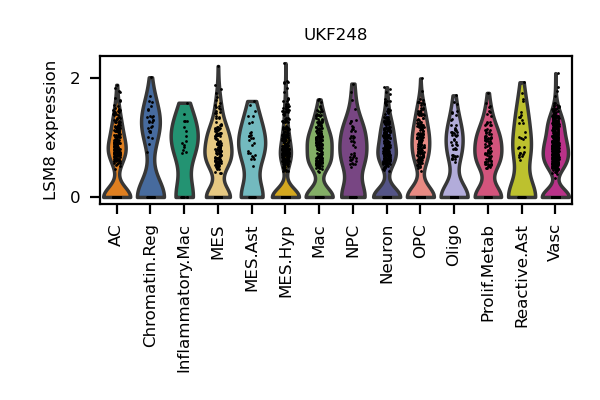 UKF248
LSM8 expression
2
0
AC
Chromatin.Reg
Inflammatory.Mac
MES
MES.Ast
MES.Hyp
Mac
NPC
Neuron
OPC
Oligo
Prolif.Metab
Reactive.Ast
Vasc